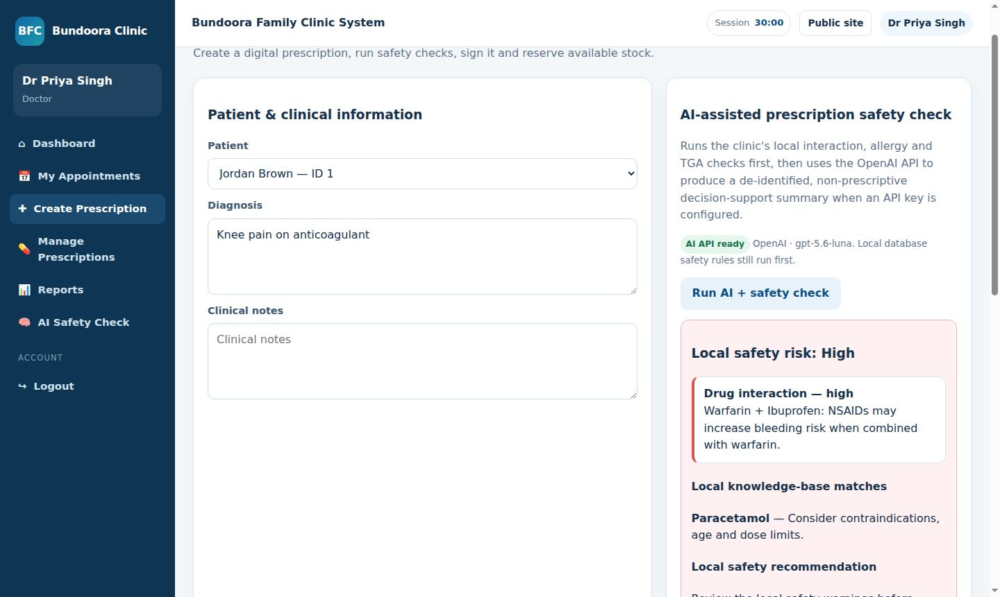 BFC Bundoora Clinic
Dr Priya Singh
Doctor
Dashboard
My Appointments
Create Prescription
Manage
Prescriptions
Reports
AI Safety Check
ACCOUNT
Logout
Bundoora Family Clinic System
Session 30:00
Public site
Dr Priya Singh
Create a digital prescription, run safety checks, sign it and reserve available stock.
Patient & clinical information
Patient
Jordan Brown — ID 1
Diagnosis
Knee pain on anticoagulant
Clinical notes
Clinical notes
AI-assisted prescription safety check
Runs the clinic's local interaction, allergy and
TGA checks first, then uses the OpenAI API to
produce a de-identified, non-prescriptive
decision-support summary when an API key is
configured.
AI API ready OpenAI · gpt-5.6-luna. Local database
safety rules still run first.
Run AI + safety check
Local safety risk: High
Drug interaction — high
Warfarin + Ibuprofen: NSAIDs may
increase bleeding risk when combined
with warfarin.
Local knowledge-base matches
Paracetamol — Consider contraindications,
age and dose limits.
Local safety recommendation
Review the local safety warnings before